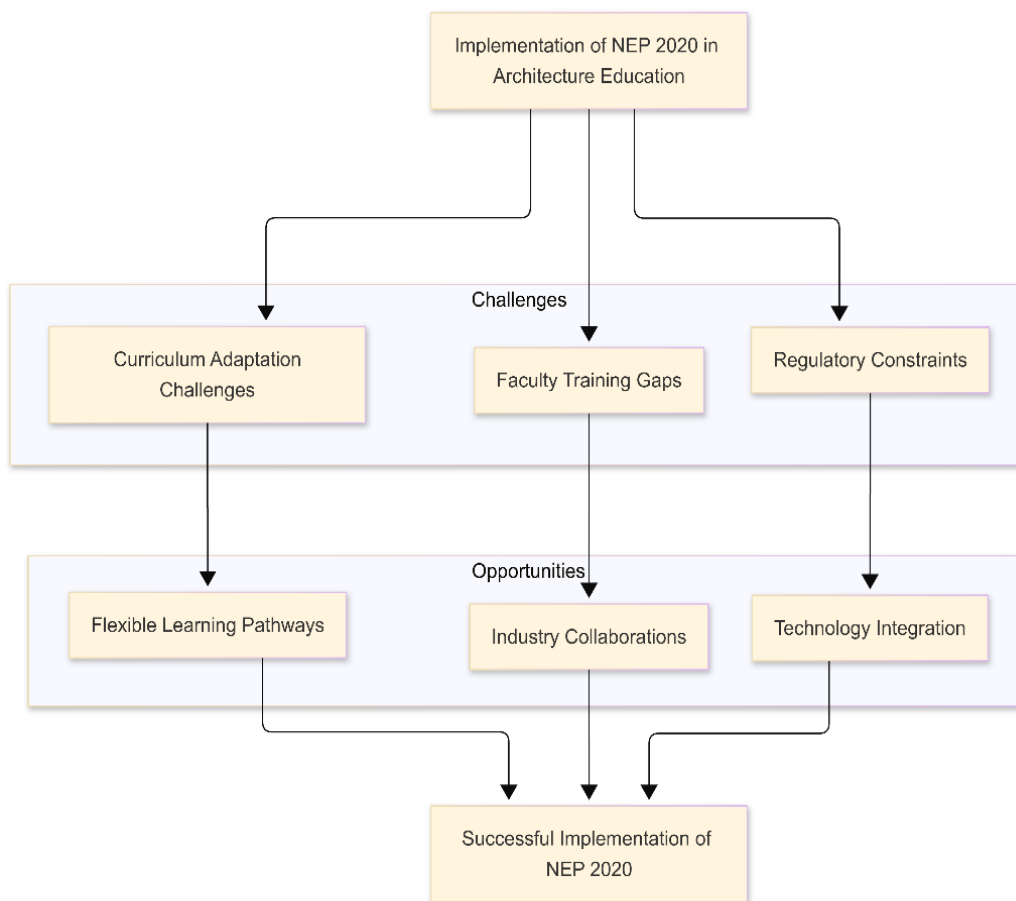 Implementation of NEP 2020 in
Architecture Education
Challenges
Curriculum Adaptation
Challenges
Faculty Training Gaps
Regulatory Constraints
Opportunities
Flexible Learning Pathways
Industry Collaborations
Technology Integration
Successful Implementation of
NEP 2020